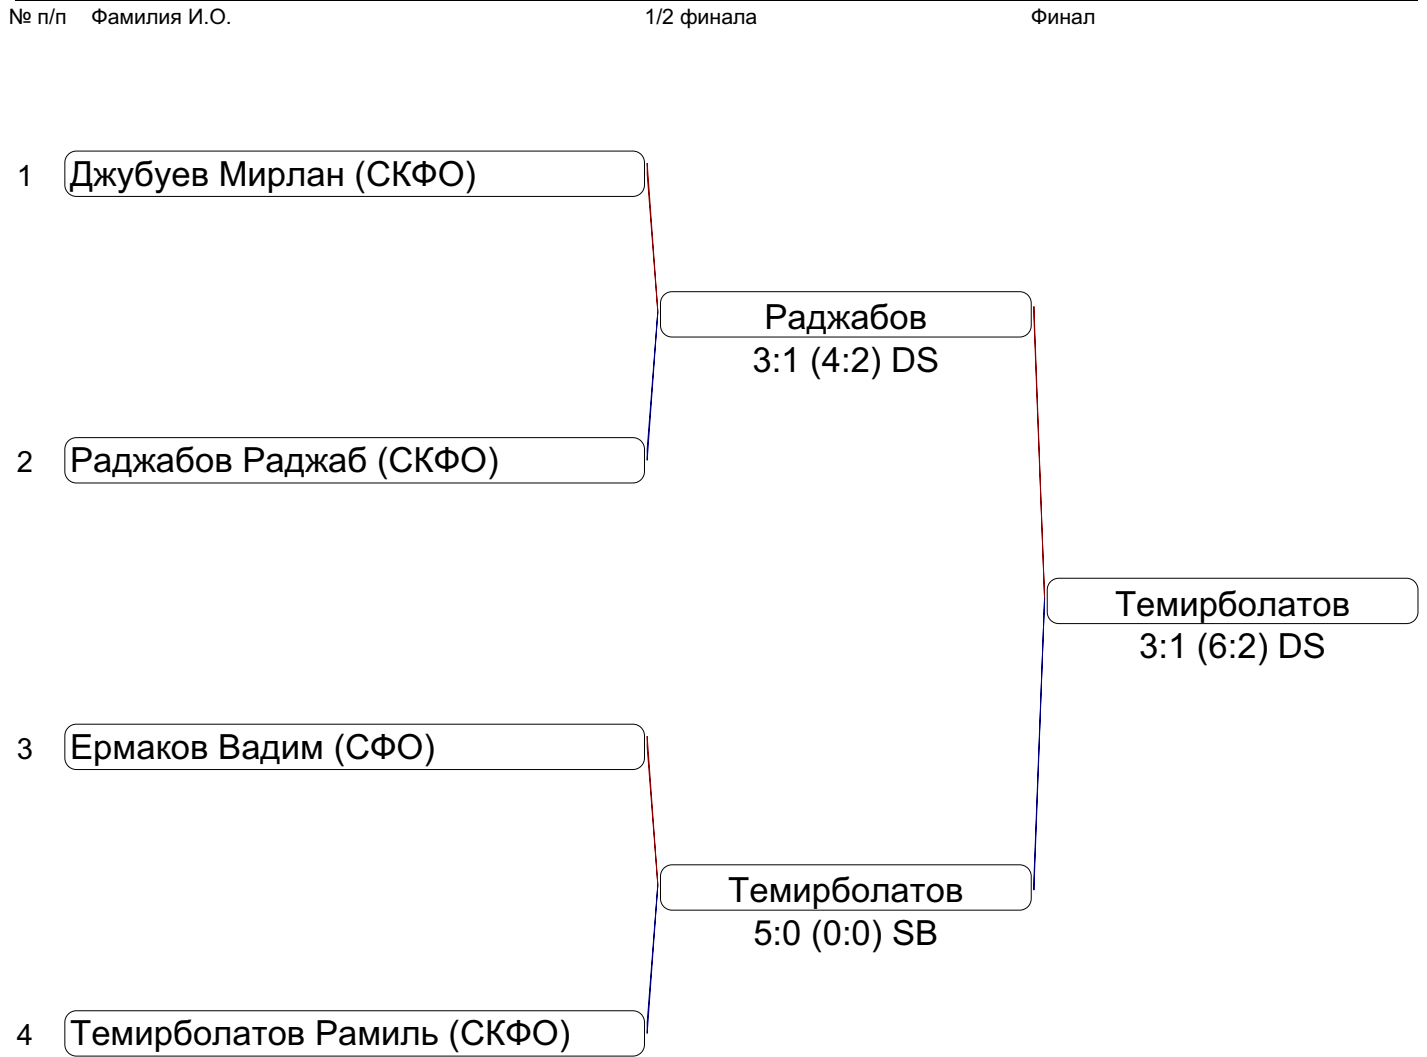 № п/п Фамилия И.О. 1/2 финала Финал
1 Джубуев Мирлан (СКФО)
Раджабов
3:1 (4:2) DS
2 Раджабов Раджаб (СКФО)
Темирболатов
3:1 (6:2) DS
3 Ермаков Вадим (СФО)
Темирболатов
5:0 (0:0) SB
4 Темирболатов Рамиль (СКФО)